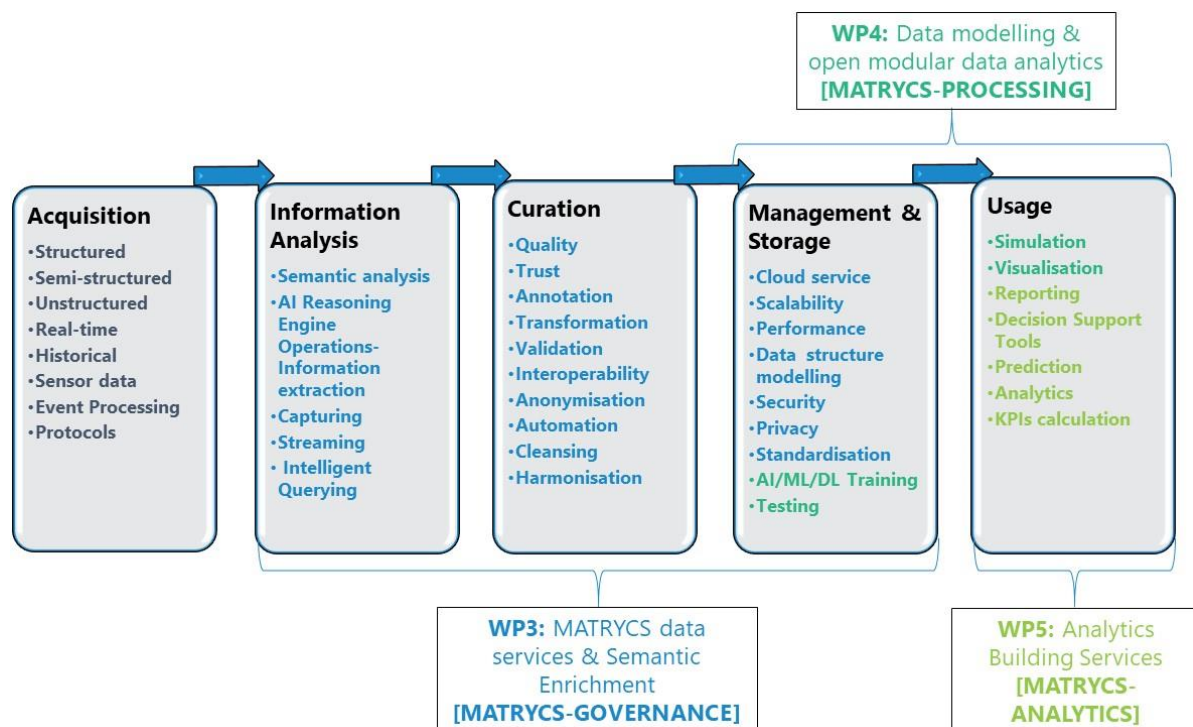 WP4: Data modelling &
open modular data analytics
[MATRYCS-PROCESSING]
Acquisition
•Structured
•Semi-structured
•Unstructured
•Real-time
•Historical
•Sensor data
•Event Processing
•Protocols
Information
Analysis
•Semantic analysis
•AI Reasoning
Engine
Operations-
Information
extraction
•Capturing
•Streaming
• Intelligent
Querying
Curation
•Quality
•Trust
•Annotation
•Transformation
•Validation
•Interoperability
•Anonymisation
•Automation
•Cleansing
•Harmonisation
Management &
Storage
•Cloud service
•Scalability
•Performance
•Data structure
modelling
•Security
•Privacy
•Standardisation
•AI/ML/DL Training
•Testing
Usage
•Simulation
•Visualisation
•Reporting
•Decision Support
Tools
•Prediction
•Analytics
•KPIs calculation
WP3: MATRYCS data
services & Semantic
Enrichment
[MATRYCS-GOVERNANCE]
WP5: Analytics
Building Services
[MATRYCS-
ANALYTICS]